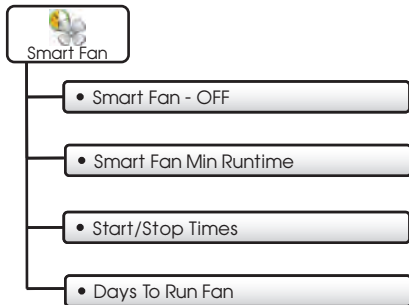 Smart Fan
• Smart Fan - OFF
• Smart Fan Min Runtime
• Start/Stop Times
• Days To Run Fan